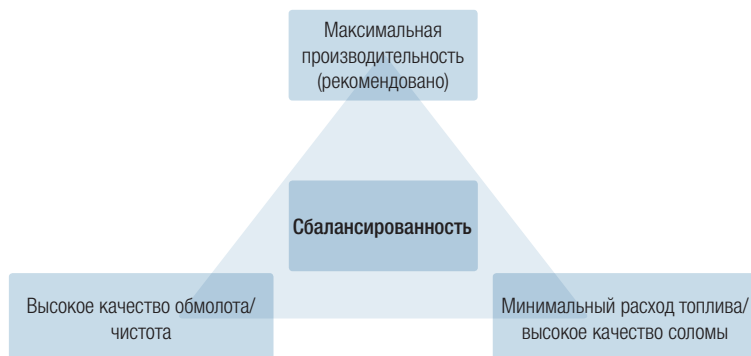 Максимальная
производительность
(рекомендовано)
Сбалансированность
Высокое качество обмолота/
чистота
Минимальный расход топлива/
высокое качество соломы